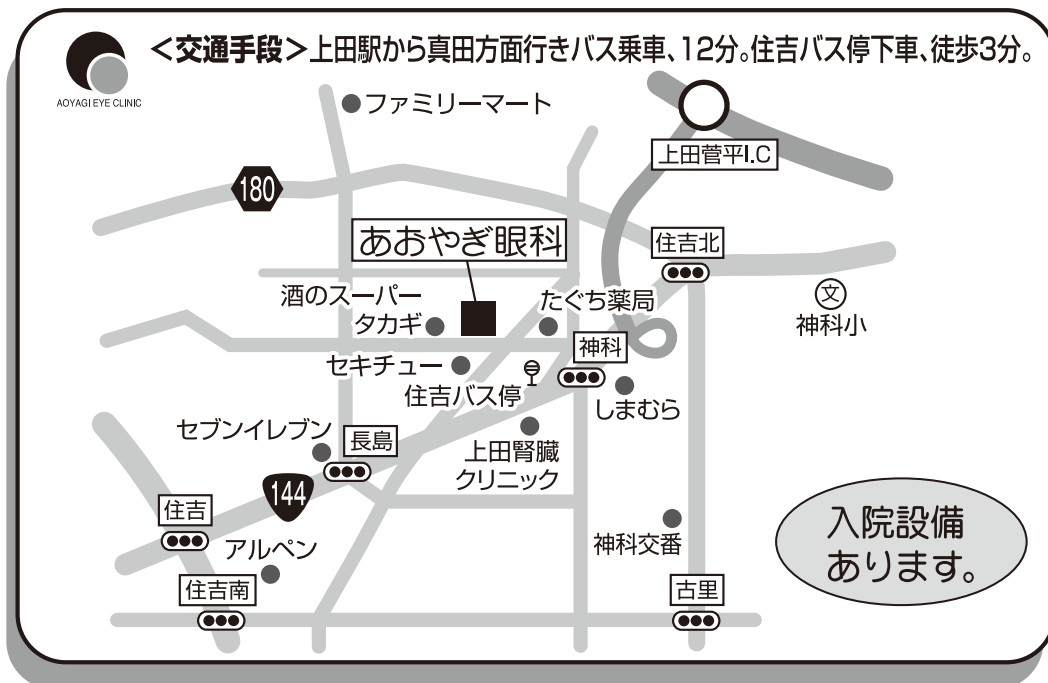 <交通手段>上田駅から真田方面行きバス乗車、12分。住吉バス停下車、徒歩3分。
AOYAGI EYE CLINIC
ファミリーマート
上田菅平I.C
180
あおやぎ眼科
住吉北
酒のスーパー
タカギ
たぐち薬局
文
神科小
神科
セキチュー
住吉バス停
しまむら
セブンイレブン
長島
上田腎臓
クリニック
144
住吉
アルペン
神科交番
入院設備
あります。
住吉南
古里